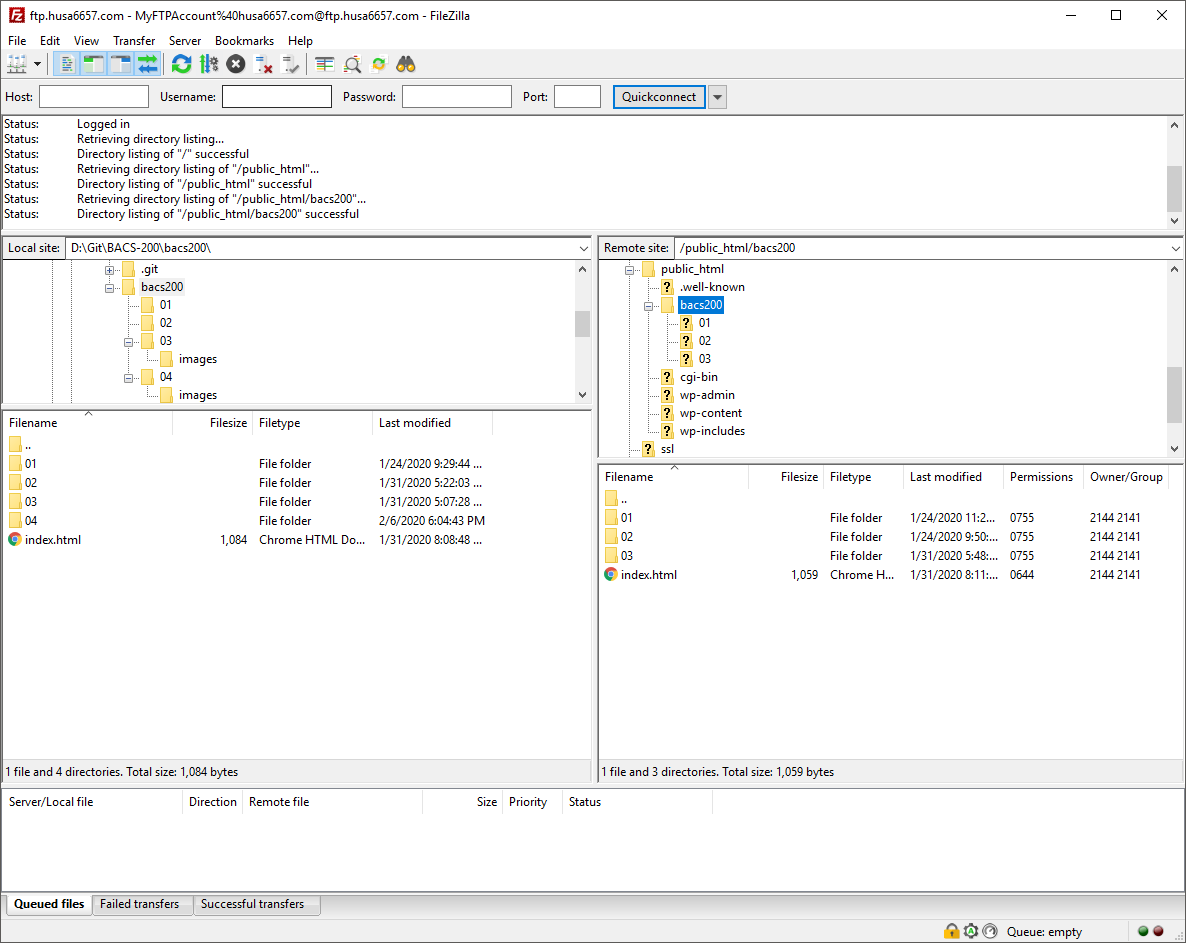 ftp.husa6657.com - MyFTPAccount%40husa6657.com@ftp.husa6657.com - FileZilla
File Edit View Transfer Server Bookmarks Help
Host: Username: Password: Port: Quickconnect
Status: Logged in
Status: Retrieving directory listing...
Status: Directory listing of "/" successful
Status: Retrieving directory listing of "/public_html"...
Status: Directory listing of "/public_html" successful
Status: Retrieving directory listing of "/public_html/bacs200"...
Status: Directory listing of "/public_html/bacs200" successful
Local site: D:\Git\BACS-200\bacs200\
.git
bacs200
01
02
03
images
04
images
Filename Filesize Filetype Last modified
..
01 File folder 1/24/2020 9:29:44 ...
02 File folder 1/31/2020 5:22:03 ...
03 File folder 1/31/2020 5:07:28 ...
04 File folder 2/6/2020 6:04:43 PM
index.html 1,084 Chrome HTML Do... 1/31/2020 8:08:48 ...
1 file and 4 directories. Total size: 1,084 bytes
Remote site: /public_html/bacs200
public_html
.well-known
bacs200
01
02
03
cgi-bin
wp-admin
wp-content
wp-includes
ssl
Filename Filesize Filetype Last modified Permissions Owner/Group
..
01 File folder 1/24/2020 11:2... 0755 2144 2141
02 File folder 1/24/2020 9:50:... 0755 2144 2141
03 File folder 1/31/2020 5:48:... 0755 2144 2141
index.html 1,059 Chrome H... 1/31/2020 8:11:... 0644 2144 2141
1 file and 3 directories. Total size: 1,059 bytes
Server/Local file Direction Remote file Size Priority Status
Queued files Failed transfers Successful transfers
Queue: empty